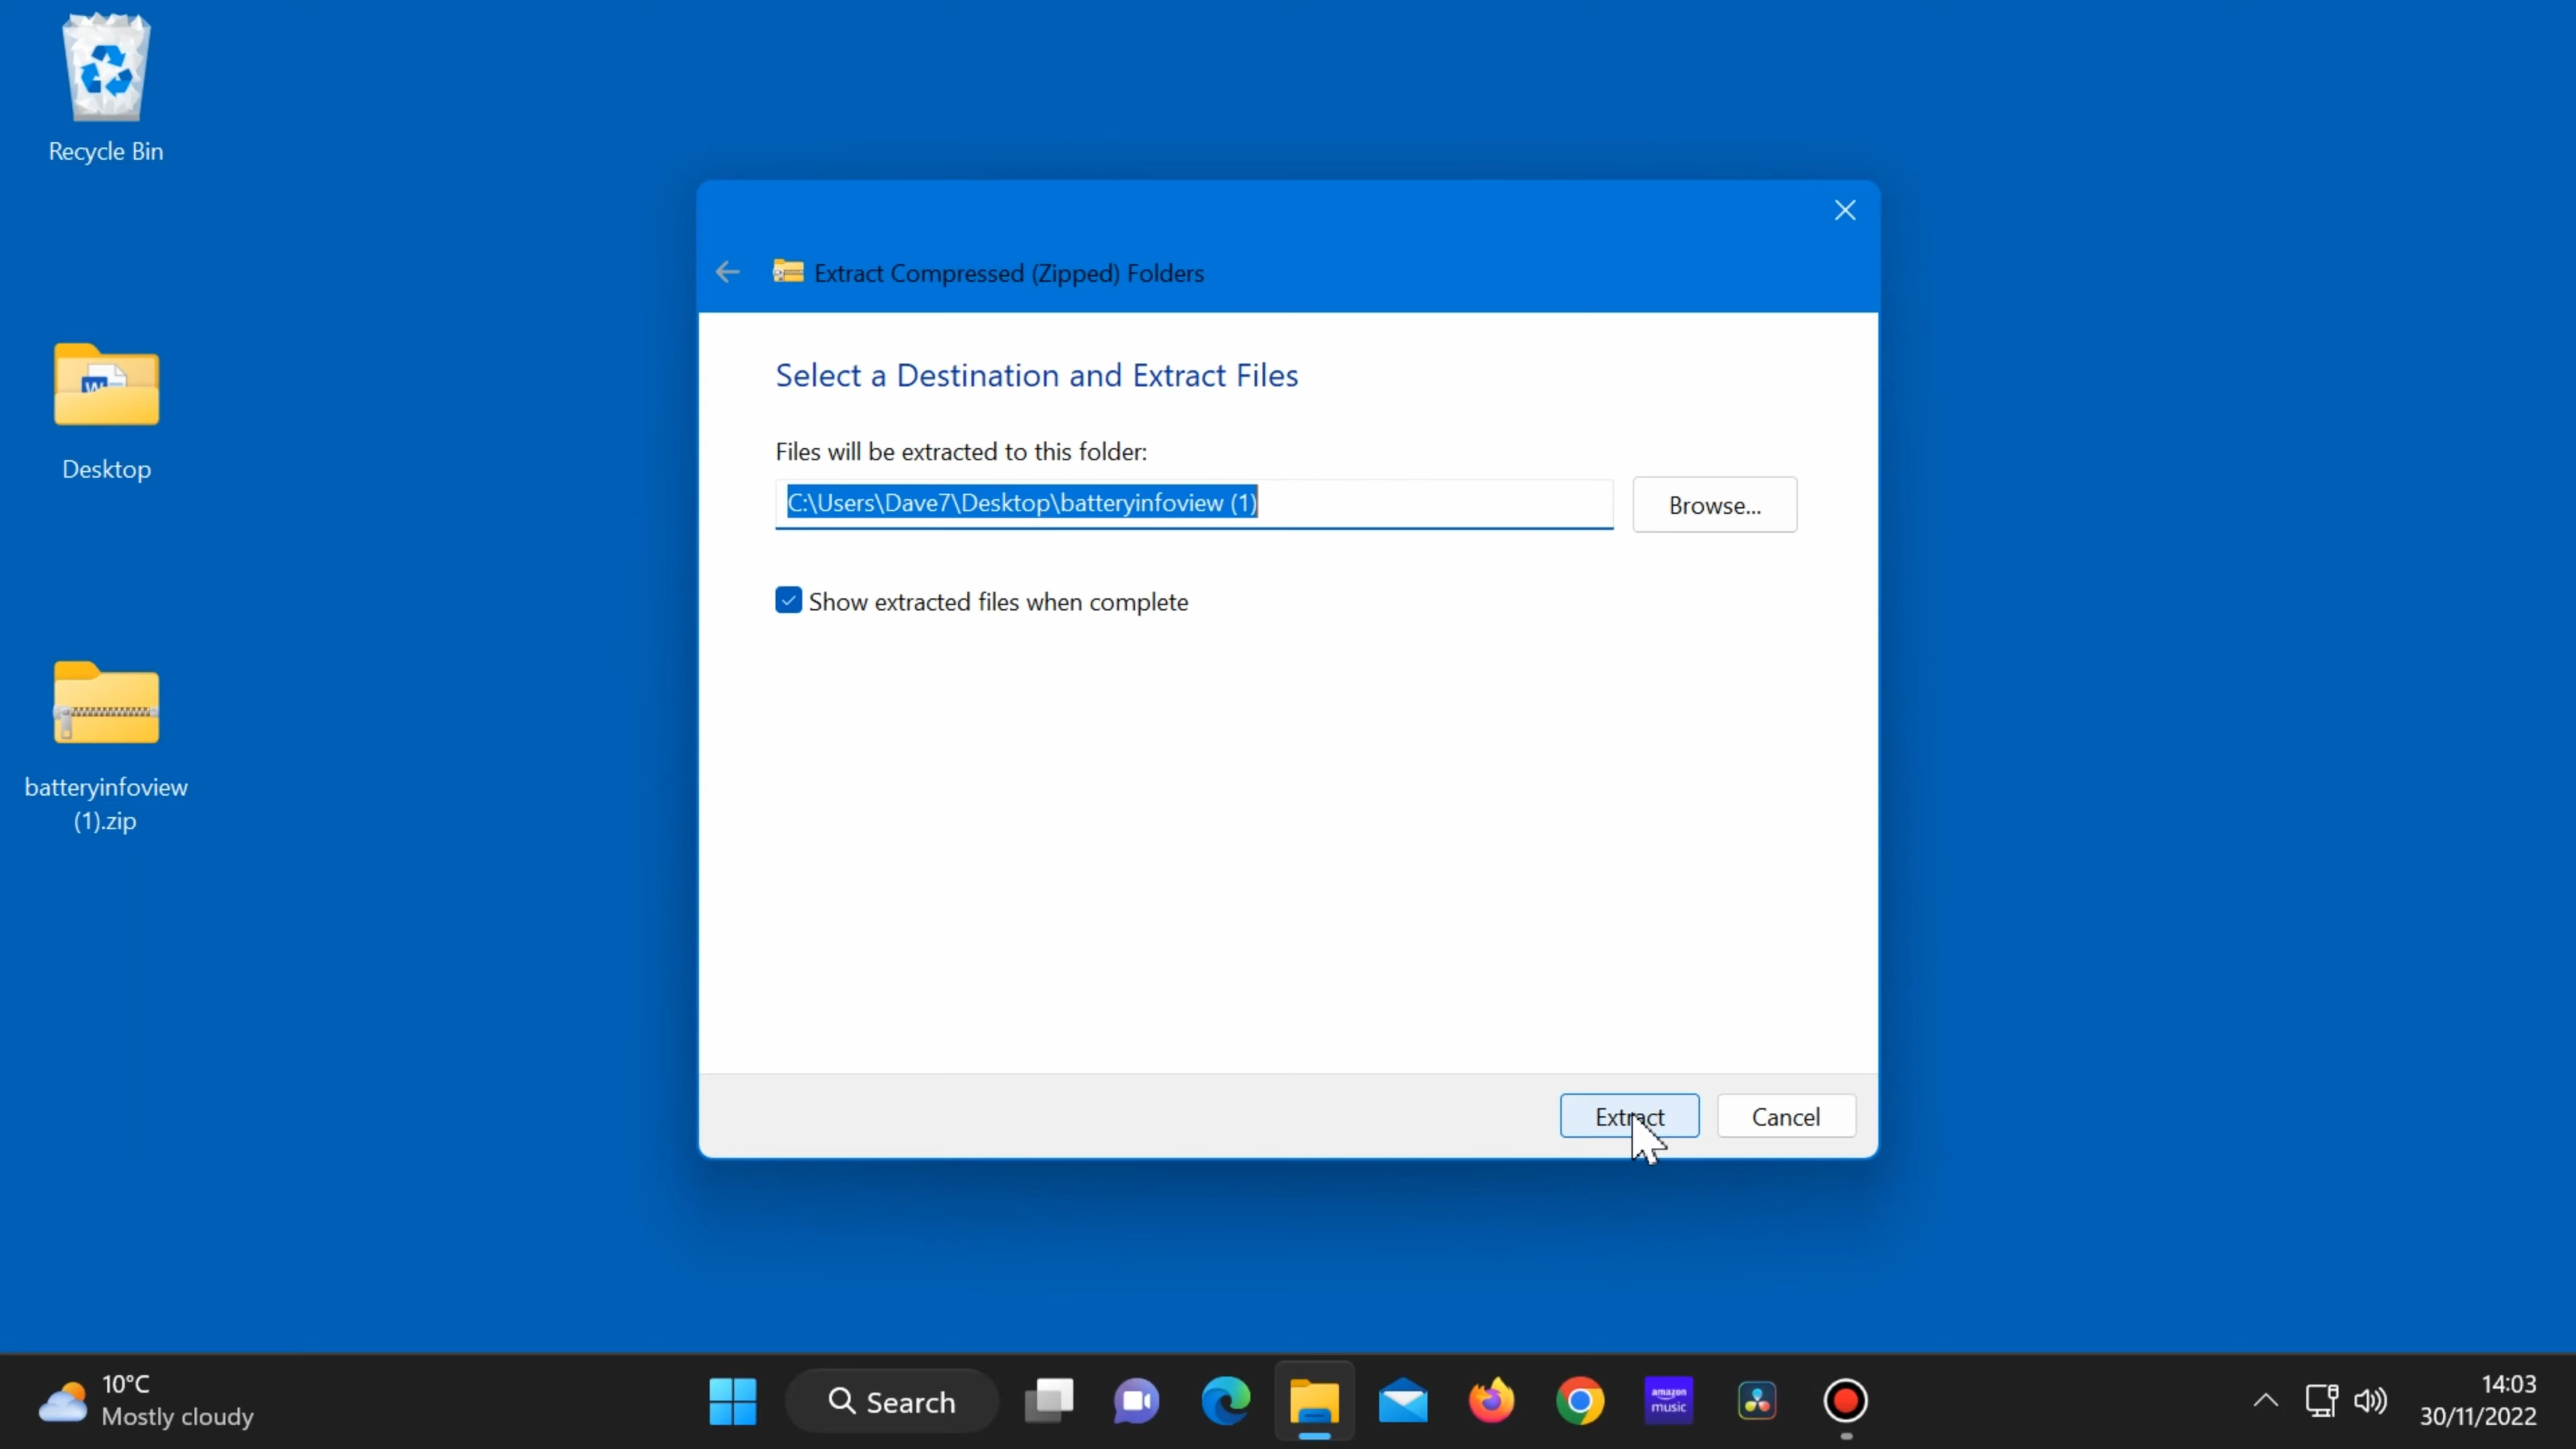 Recycle Bin
Desktop
batteryinfoview
(1).zip
Extract Compressed (Zipped) Folders
Select a Destination and Extract Files
Files will be extracted to this folder:
C:\Users\Dave7\Desktop\batteryinfoview (1)
Browse...
Show extracted files when complete
Extract
Cancel
10°C
Mostly cloudy
Search
amazon
music
14:03
30/11/2022